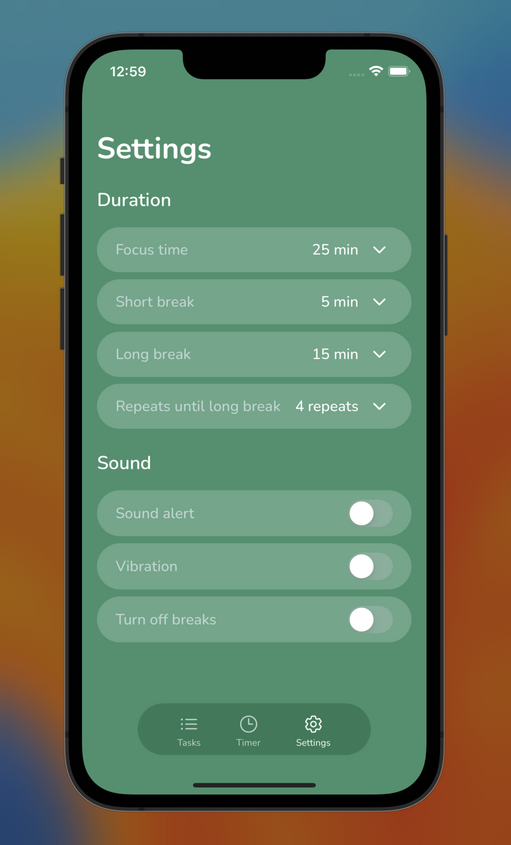 12:59
Settings
Duration
Focus time 25 min
Short break 5 min
Long break 15 min
Repeats until long break 4 repeats
Sound
Sound alert
Vibration
Turn off breaks
Tasks Timer Settings